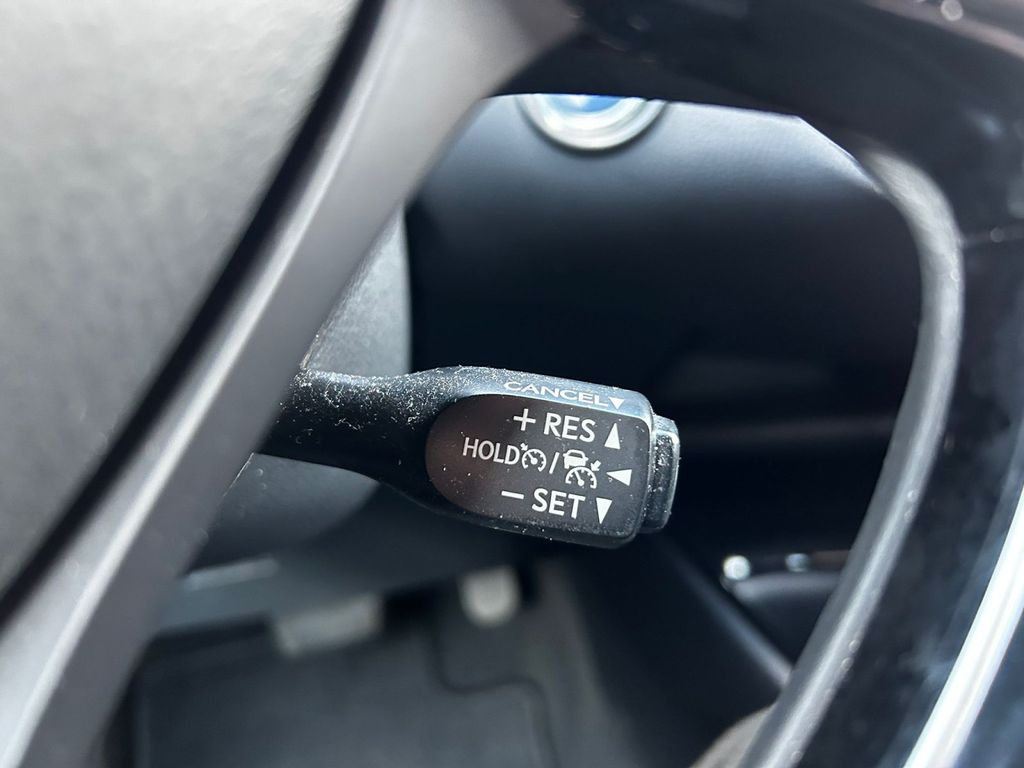 CANCEL▼
+ RES ▲
HOLD / ◀
− SET ▼